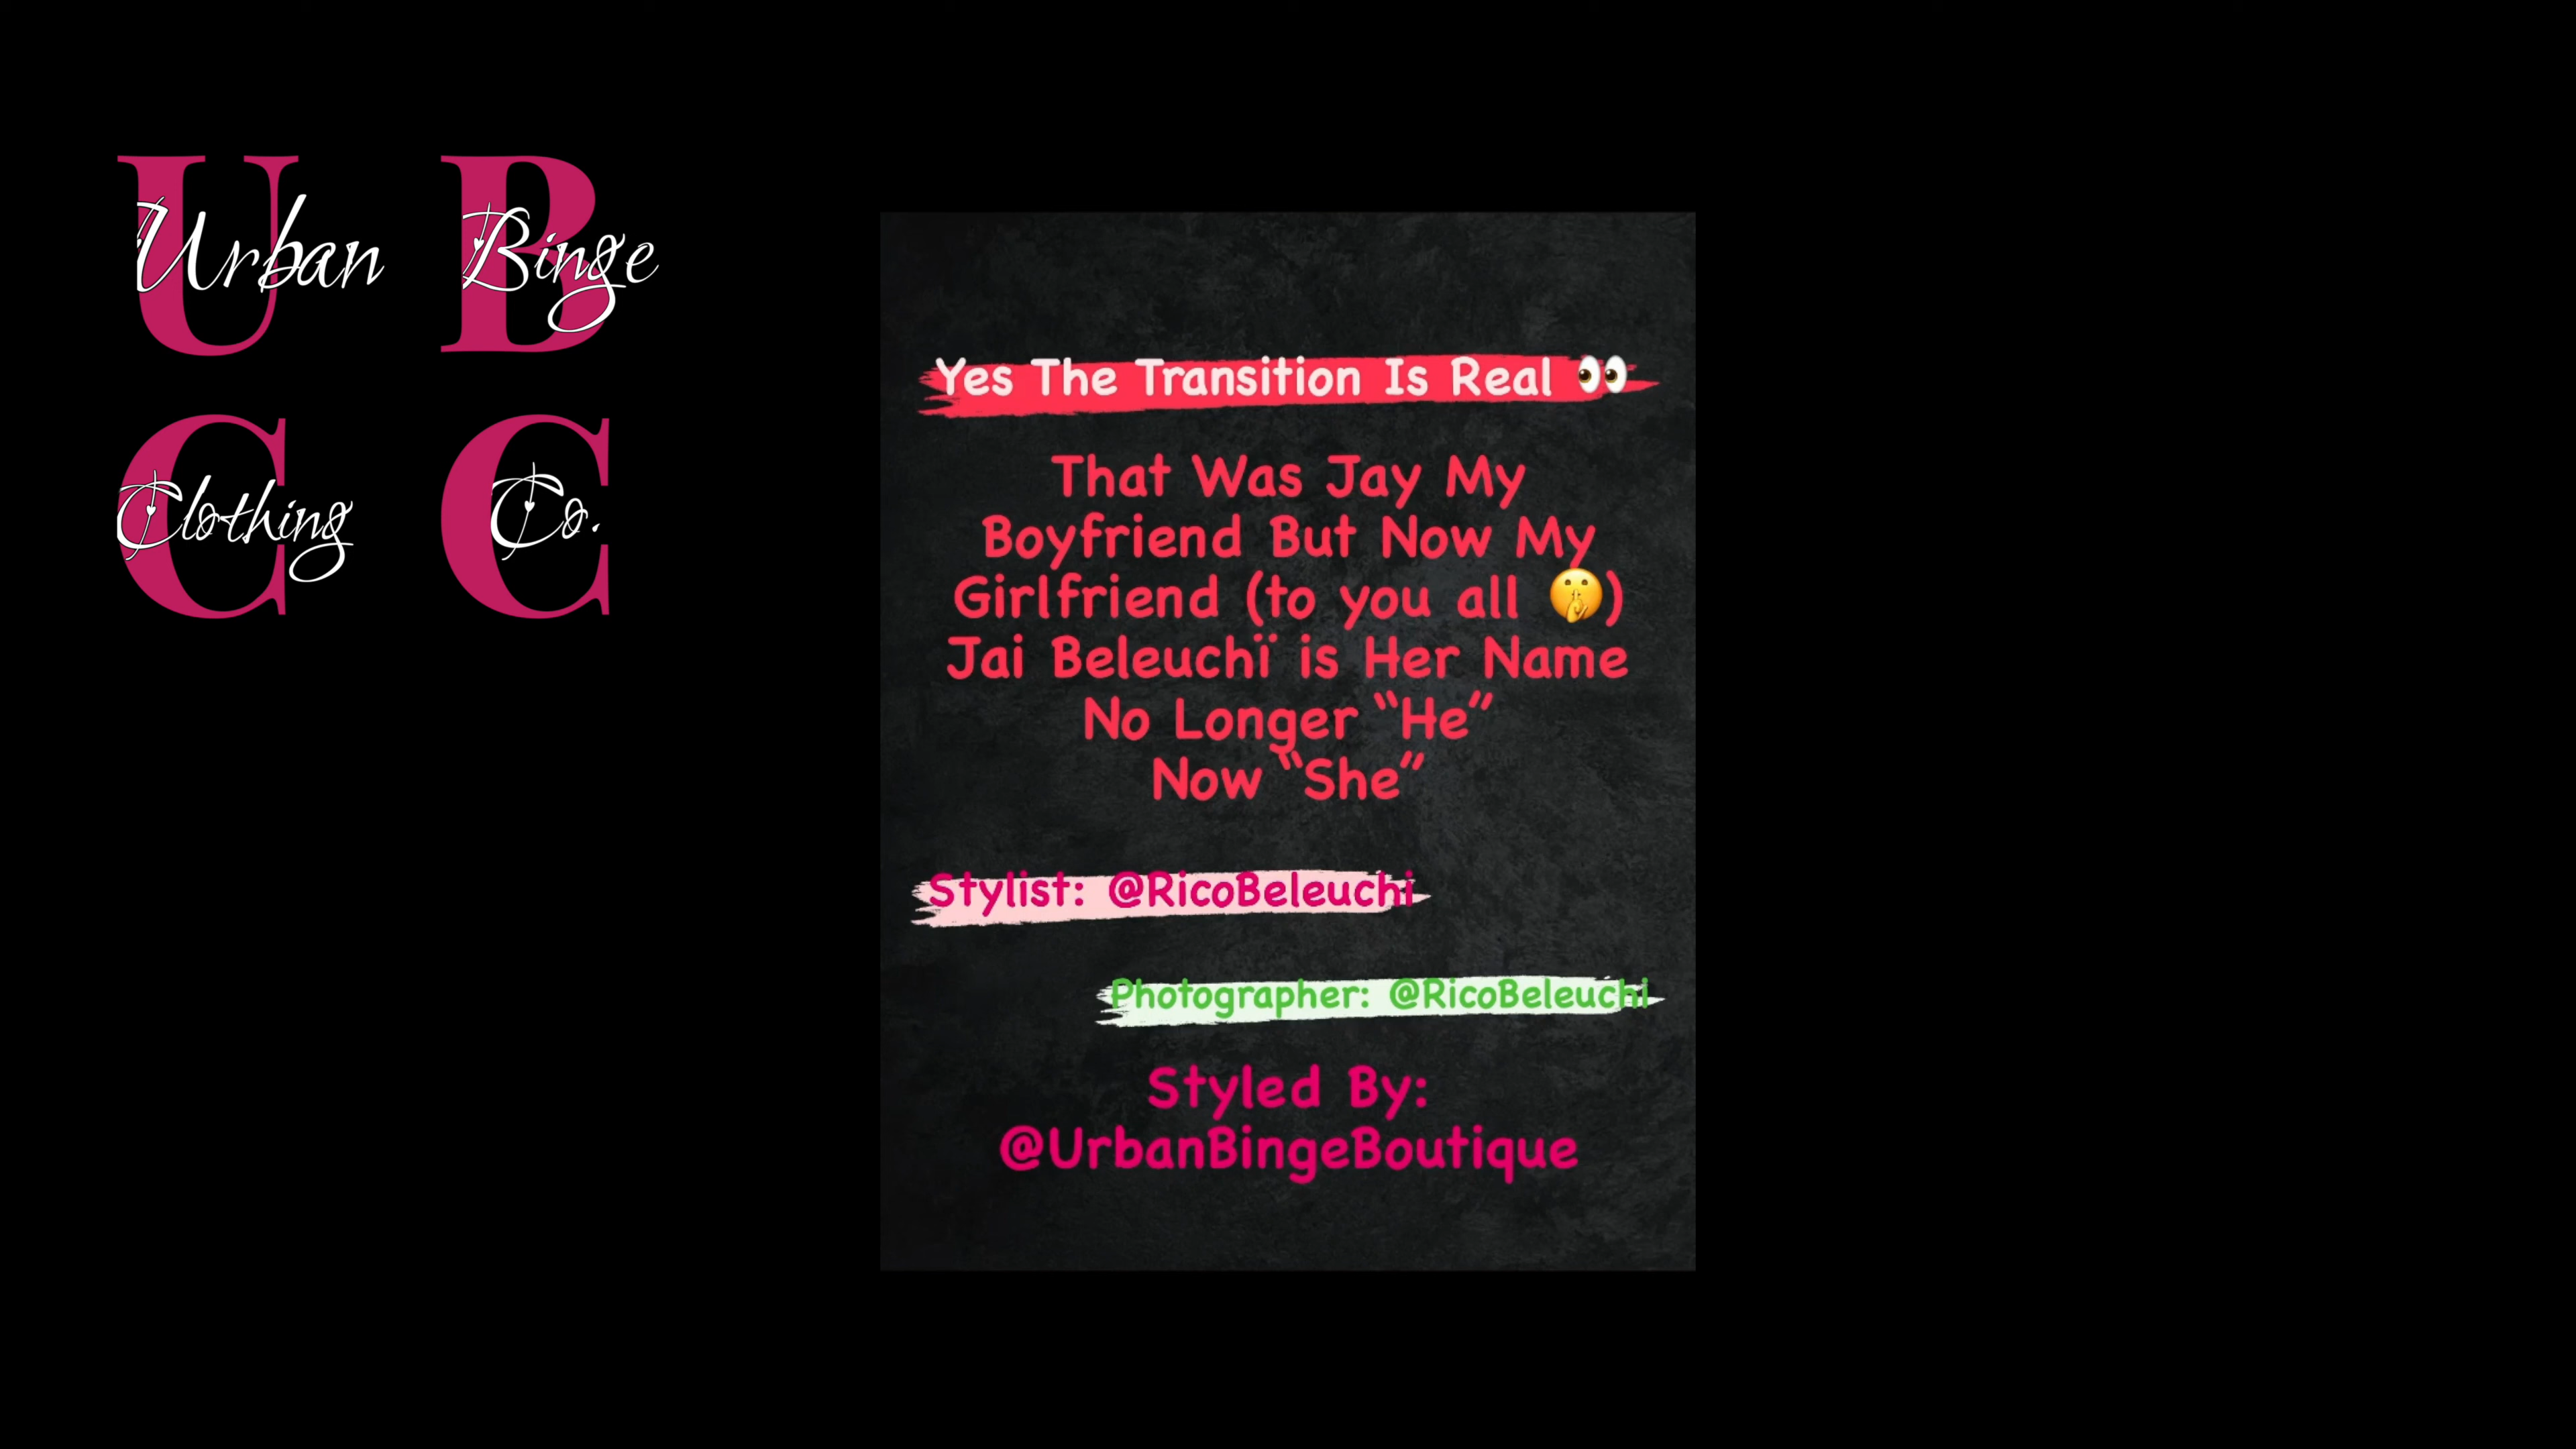 U B
Urban Binge
C C
Clothing Co.
Yes The Transition Is Real 👀
That Was Jay My
Boyfriend But Now My
Girlfriend (to you all 🤫)
Jai Beleuchï is Her Name
No Longer “He”
Now “She”
Stylist: @RicoBeleuchi
Photographer: @RicoBeleuchi
Styled By:
@UrbanBingeBoutique